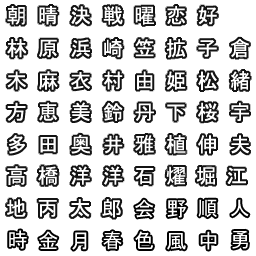 朝晴決戦曜恋好
林原浜崎笠拡子倉
木麻衣村由姫松緒
方恵美鈴丹下桜宇
多田奥井雅植伸夫
高橋洋洋石燿堀江
地丙太郎会野順人
時金月春色風中勇